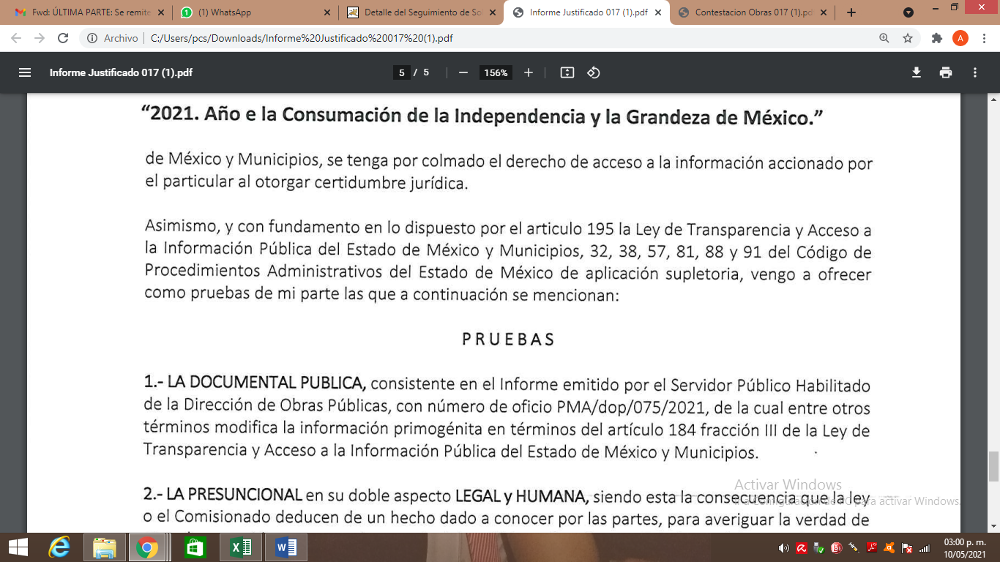 Fwd: ÚLTIMA PARTE: Se remite
(1) WhatsApp
Detalle del Seguimiento de So
Informe Justificado 017 (1).pdf
Contestacion Obras 017 (1).pd
Archivo
C:/Users/pcs/Downloads/Informe%20Justificado%20017%20(1).pdf
A
Informe Justificado 017 (1).pdf
5 / 5
156%
“2021. Año e la Consumación de la Independencia y la Grandeza de México.”
de México y Municipios, se tenga por colmado el derecho de acceso a la información accionado por
el particular al otorgar certidumbre jurídica.
Asimismo, y con fundamento en lo dispuesto por el articulo 195 la Ley de Transparencia y Acceso a
la Información Pública del Estado de México y Municipios, 32, 38, 57, 81, 88 y 91 del Código de
Procedimientos Administrativos del Estado de México de aplicación supletoria, vengo a ofrecer
como pruebas de mi parte las que a continuación se mencionan:
P R U E B A S
1.- LA DOCUMENTAL PUBLICA, consistente en el Informe emitido por el Servidor Público Habilitado
de la Dirección de Obras Públicas, con número de oficio PMA/dop/075/2021, de la cual entre otros
términos modifica la información primogénita en términos del artículo 184 fracción III de la Ley de
Transparencia y Acceso a la Información Pública del Estado de México y Municipios.
Activar Windows
2.- LA PRESUNCIONAL en su doble aspecto LEGAL y HUMANA, siendo esta la consecuencia que la ley
Ir a Configuración de PC para activar Windows.
o el Comisionado deducen de un hecho dado a conocer por las partes, para averiguar la verdad de
03:00 p. m.
10/05/2021